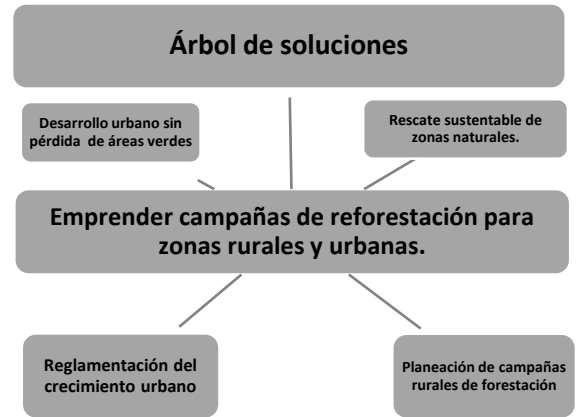 Árbol de soluciones
Desarrollo urbano sin
pérdida de áreas verdes
Rescate sustentable de
zonas naturales.
Emprender campañas de reforestación para
zonas rurales y urbanas.
Reglamentación del
crecimiento urbano
Planeación de campañas
rurales de forestación